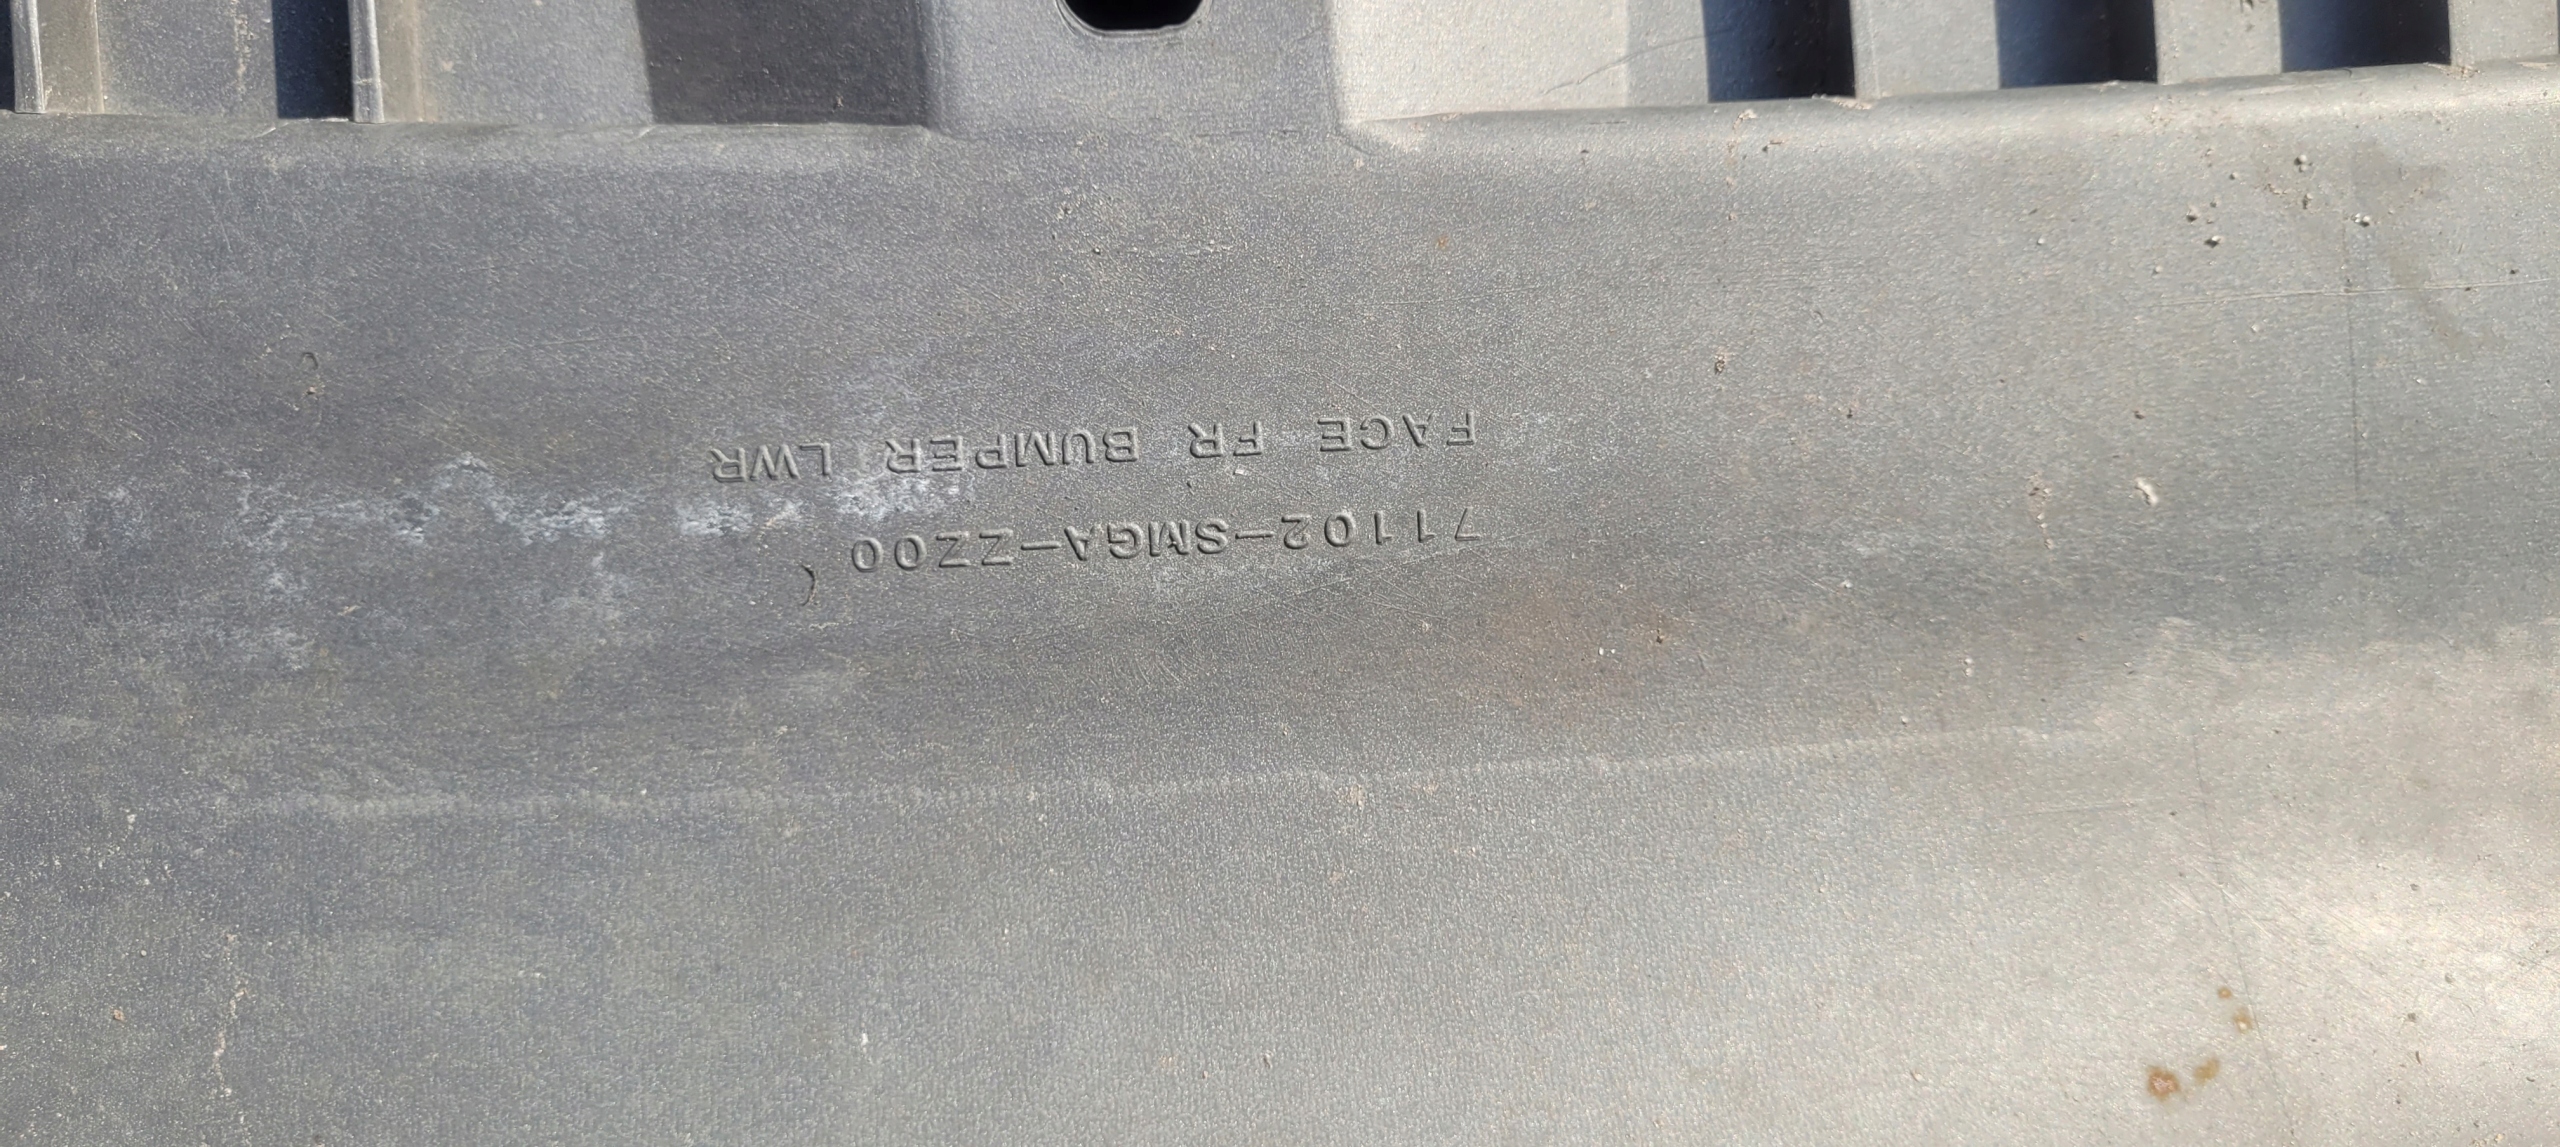 71102-SMGA-ZZ00
FACE FR BUMPER LWR